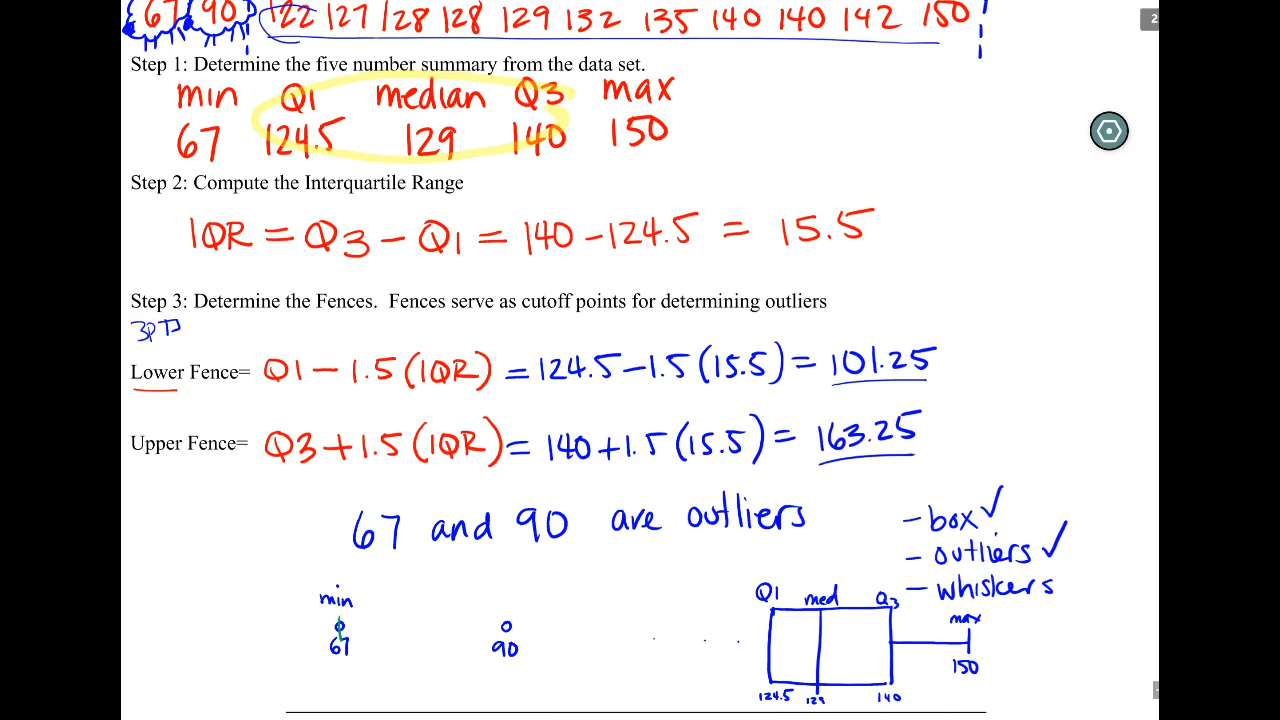 67 90 122 127 128 128 129 132 135 140 140 142 150
Step 1: Determine the five number summary from the data set.
min Q1 median Q3 max
67 124.5 129 140 150
Step 2: Compute the Interquartile Range
IQR = Q3 - Q1 = 140 - 124.5 = 15.5
Step 3: Determine the Fences. Fences serve as cutoff points for determining outliers
Lower Fence= Q1 - 1.5 (IQR) = 124.5 - 1.5 (15.5) = 101.25
Upper Fence= Q3 + 1.5 (IQR) = 140 + 1.5 (15.5) = 163.25
67 and 90 are outliers
- box ✓
- outliers ✓
- whiskers
min Q1 med Q3 max
67 90 150
124.5 129 140
2